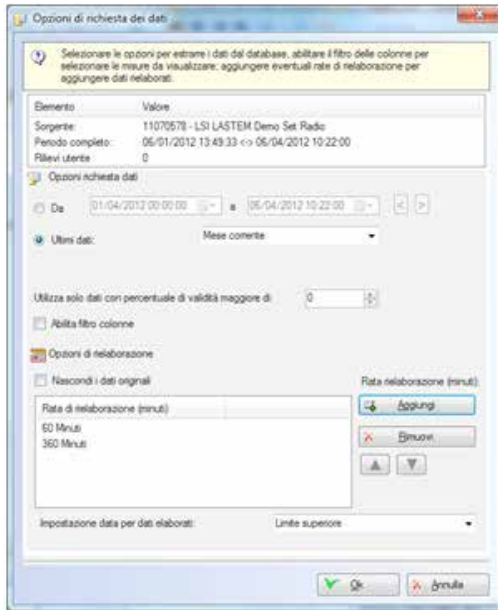 Opzioni di richiesta dei dati
Selezionare le opzioni per estrarre i dati dal database, abilitare il filtro delle colonne per
selezionare le misure da visualizzare; aggiungere eventuali rate di rielaborazione per
aggiungere dati rielaborati.
Elemento Valore
Sorgente: 11070578 - LSI LASTEM Demo Set Radio
Periodo completo: 06/01/2012 13:49:33 <-> 06/04/2012 10:22:00
Rilievi utente 0
Opzioni richiesta dati
Da 01/04/2012 00:00:00 a 06/04/2012 10:22:00 < >
Ultimi dati: Mese corrente
Utilizza solo dati con percentuale di validità maggiore di 0
Abilita filtro colonne
Opzioni di rielaborazione
Nascondi i dati originali Rata rielaborazione (minuti):
Rata di rielaborazione (minuti) Aggiungi
60 Minuti
360 Minuti Rimuovi
Impostazione data per dati elaborati: Limite superiore
Ok Annulla